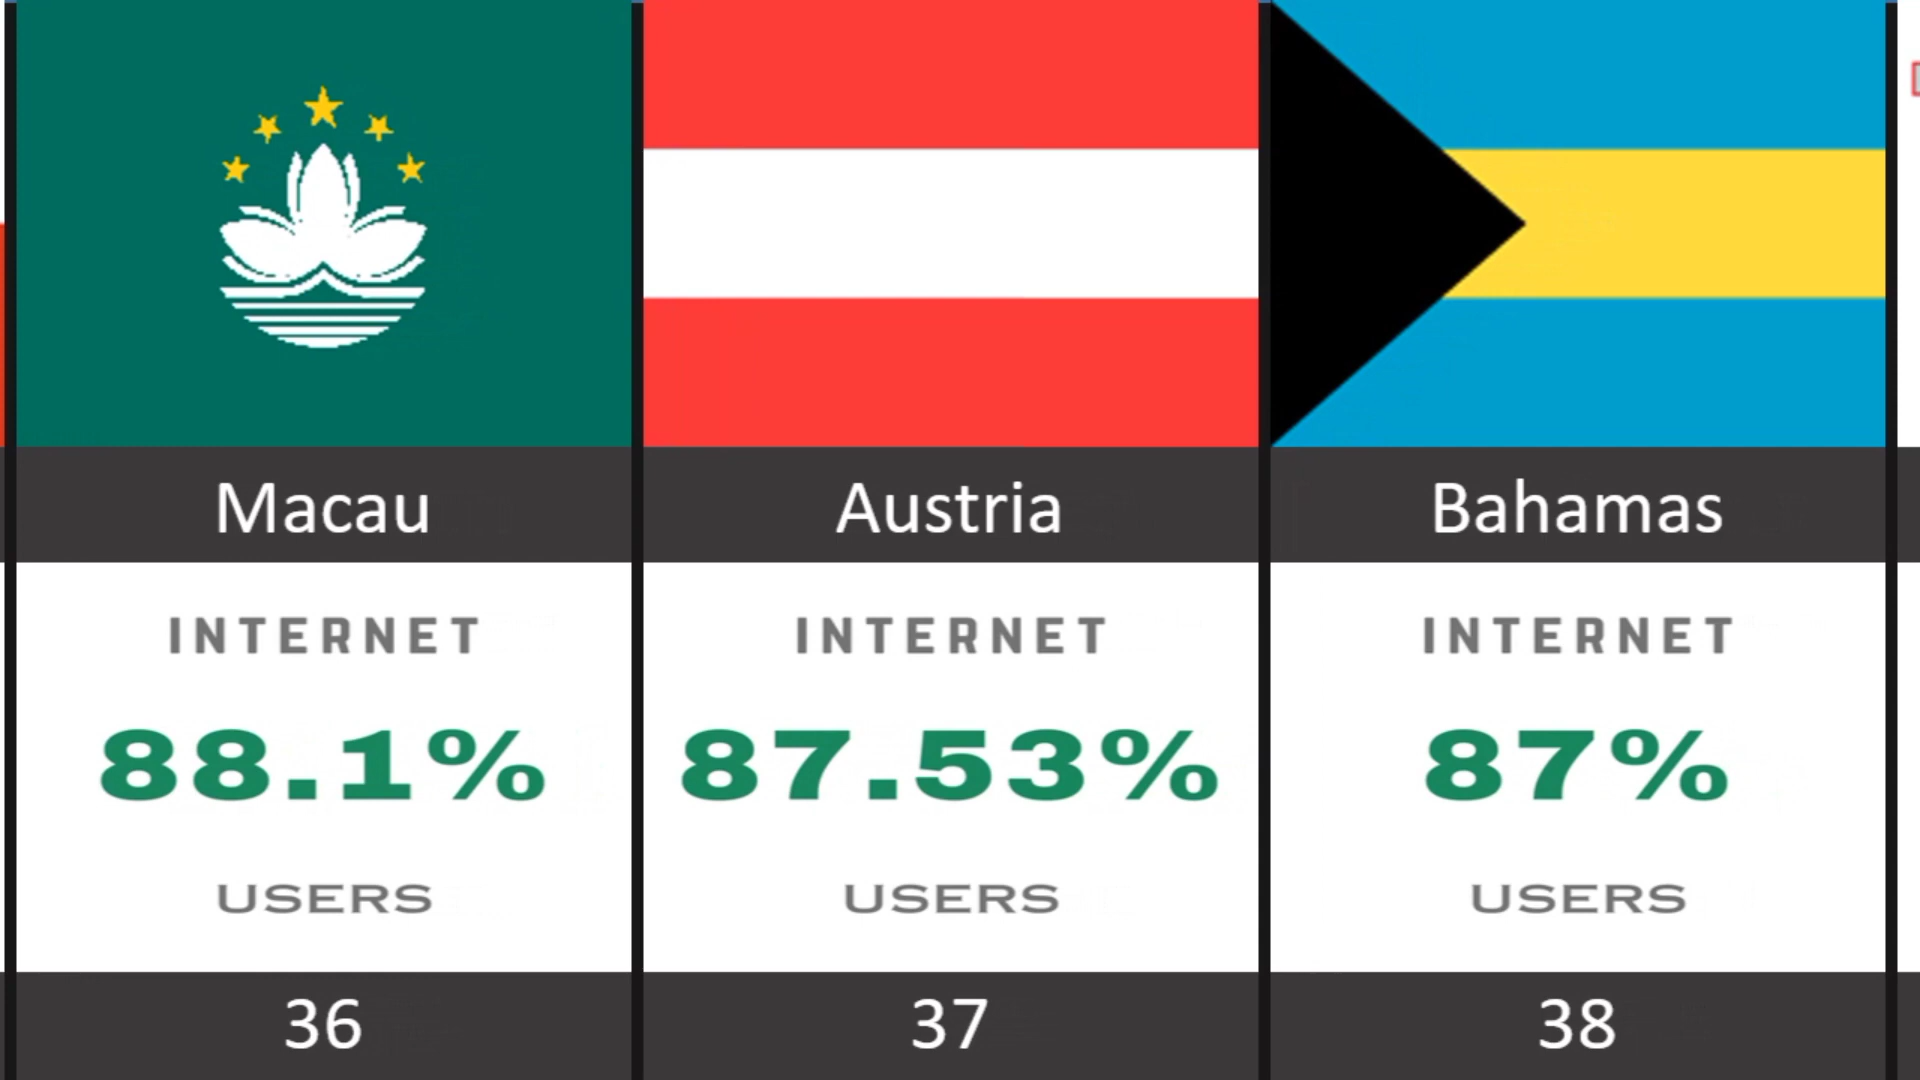 Macau
Austria
Bahamas
INTERNET
88.1%
USERS
INTERNET
87.53%
USERS
INTERNET
87%
USERS
36
37
38